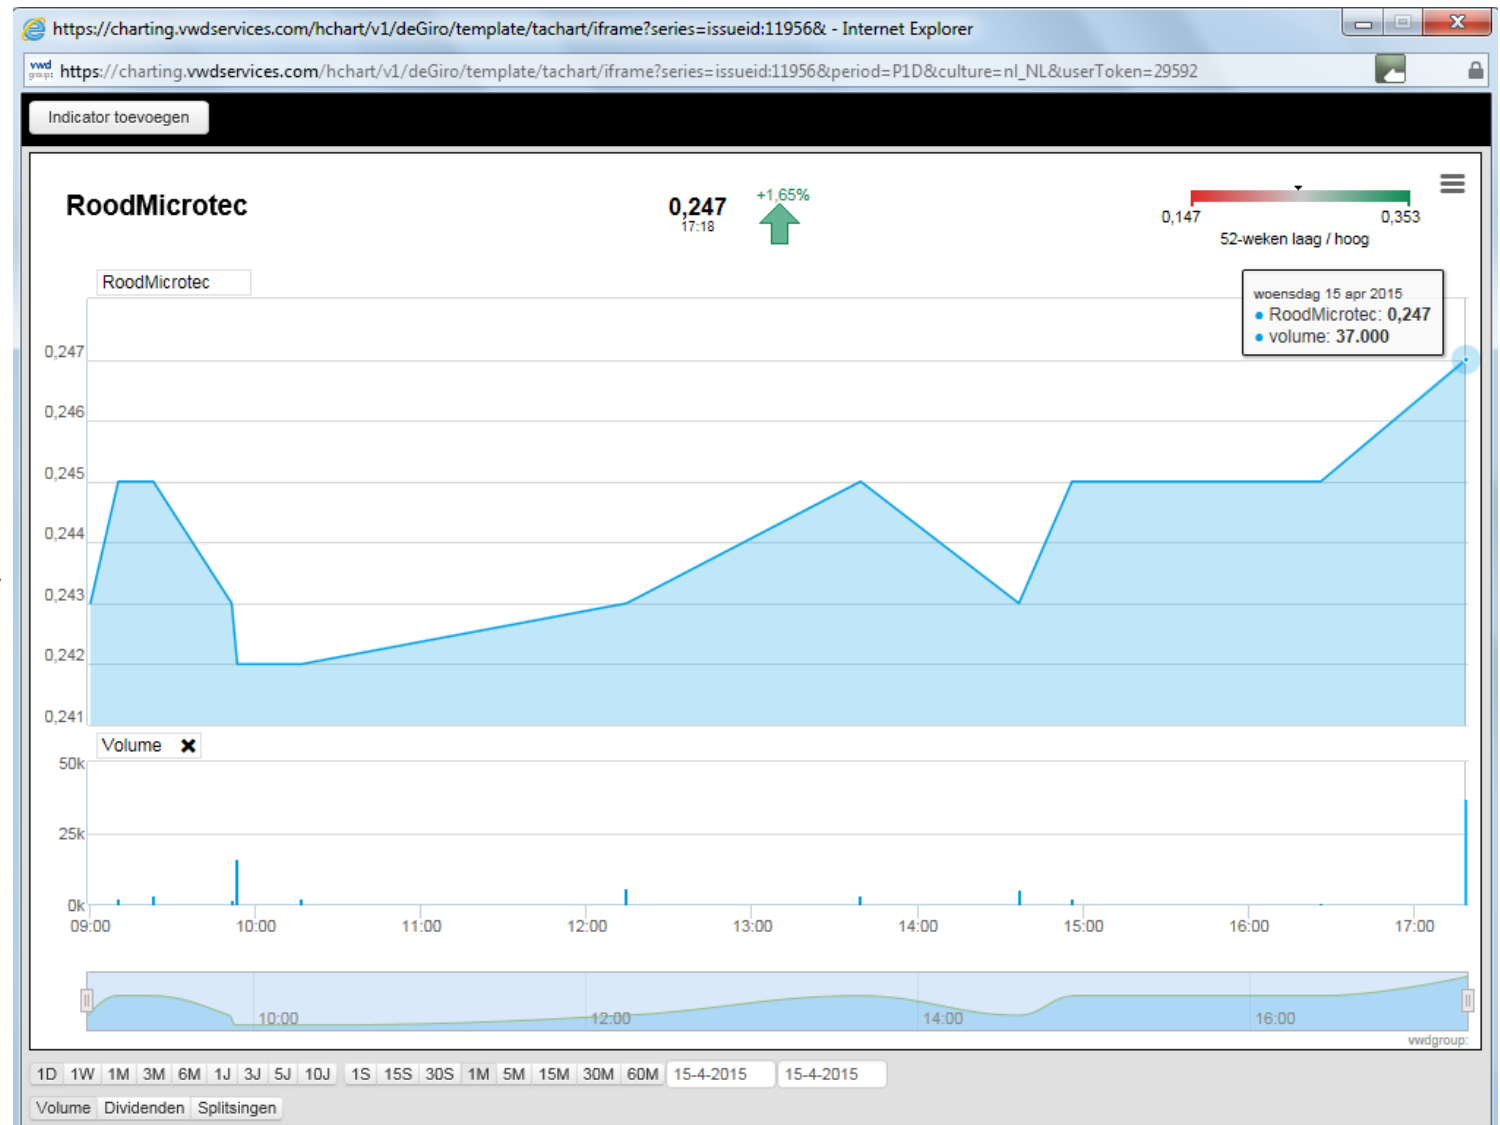 https://charting.vwdservices.com/hchart/v1/deGiro/template/tachart/iframe?series=issueid:11956& - Internet Explorer
vwd group: https://charting.vwdservices.com/hchart/v1/deGiro/template/tachart/iframe?series=issueid:11956&period=P1D&culture=nl_NL&userToken=29592
Indicator toevoegen
RoodMicrotec
0,247
17:18
+1,65%
0,147 0,353
52-weken laag / hoog
RoodMicrotec
woensdag 15 apr 2015
● RoodMicrotec: 0,247
● volume: 37.000
0,247
0,246
0,245
0,244
0,243
0,242
0,241
Volume ✖
50k
25k
0k
09:00 10:00 11:00 12:00 13:00 14:00 15:00 16:00 17:00
10:00 12:00 14:00 16:00
vwdgroup:
1D 1W 1M 3M 6M 1J 3J 5J 10J 1S 15S 30S 1M 5M 15M 30M 60M 15-4-2015 15-4-2015
Volume Dividenden Splitsingen